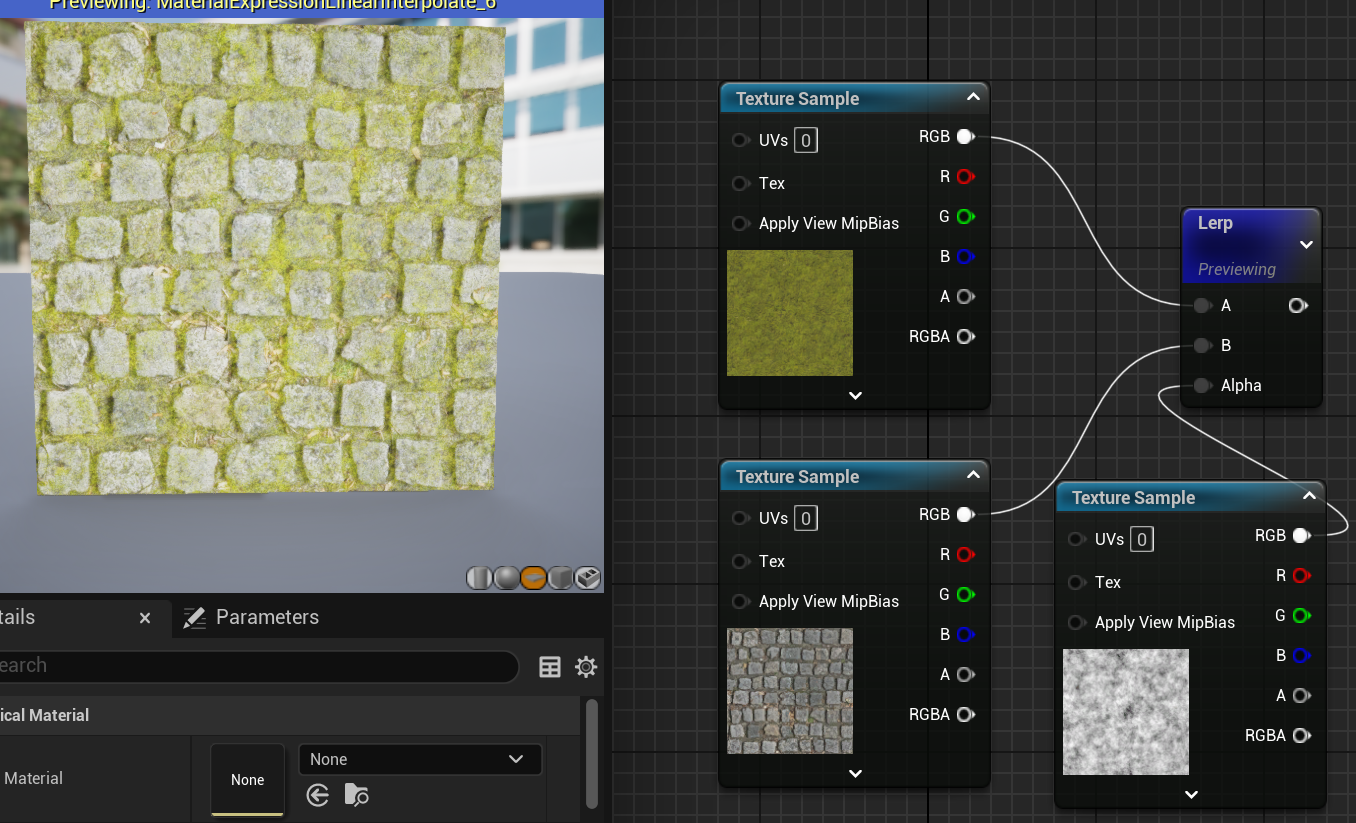 Previewing: MaterialExpressionLinearInterpolate_6
Texture Sample
UVs 0
Tex
Apply View MipBias
RGB
R
G
B
A
RGBA
Lerp
Previewing
A
B
Alpha
Texture Sample
UVs 0
Tex
Apply View MipBias
RGB
R
G
B
A
RGBA
Texture Sample
UVs 0
Tex
Apply View MipBias
RGB
R
G
B
A
RGBA
tails
Parameters
earch
ical Material
Material
None
None